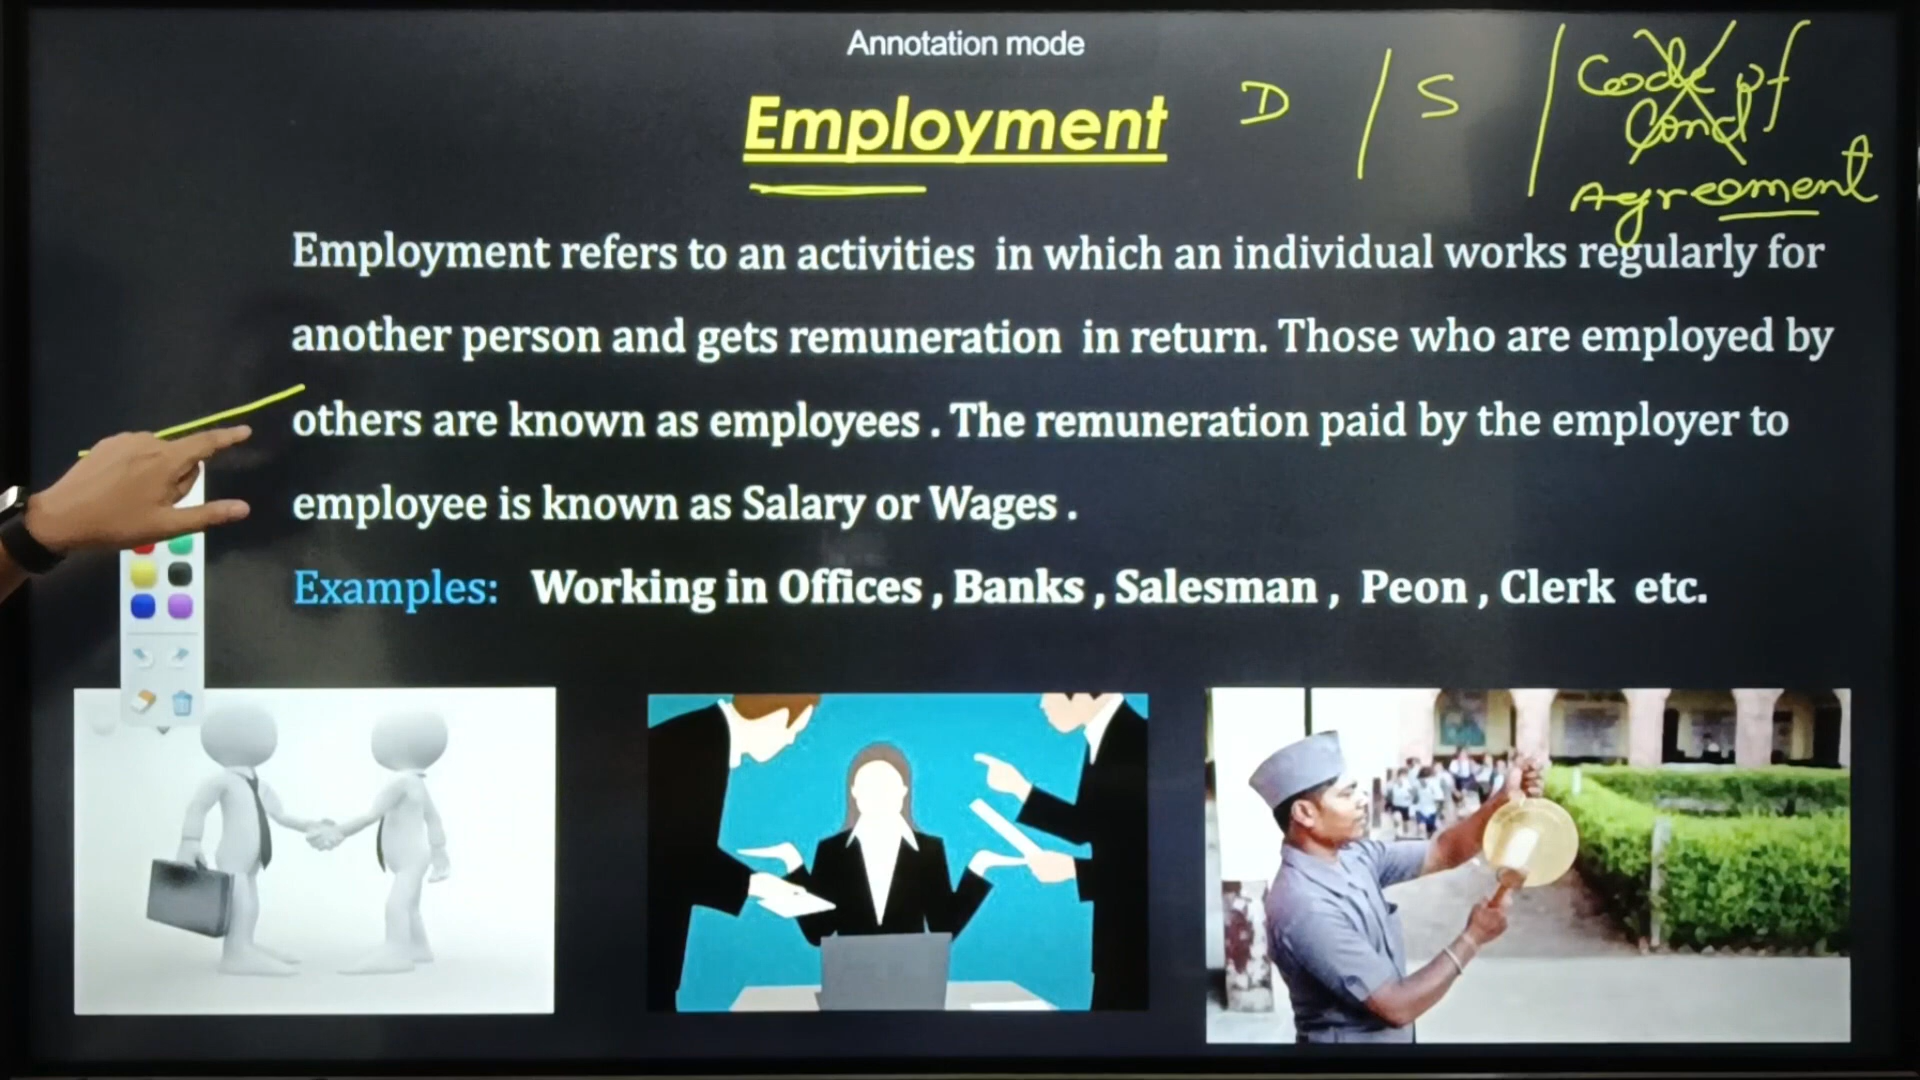 Annotation mode
Employment D / S / Code of
Cond
Agreement
Employment refers to an activities in which an individual works regularly for
another person and gets remuneration in return. Those who are employed by
others are known as employees . The remuneration paid by the employer to
employee is known as Salary or Wages .
Examples: Working in Offices , Banks , Salesman , Peon , Clerk etc.